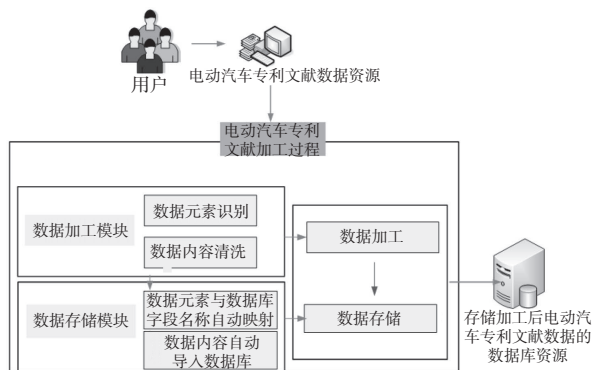 用户
电动汽车专利文献数据资源
电动汽车专利
文献加工过程
数据加工模块
数据元素识别
数据内容清洗
数据加工
数据存储模块
数据元素与数据库
字段名称自动映射
数据内容自动
导入数据库
数据存储
存储加工后电动汽
车专利文献数据的
数据库资源